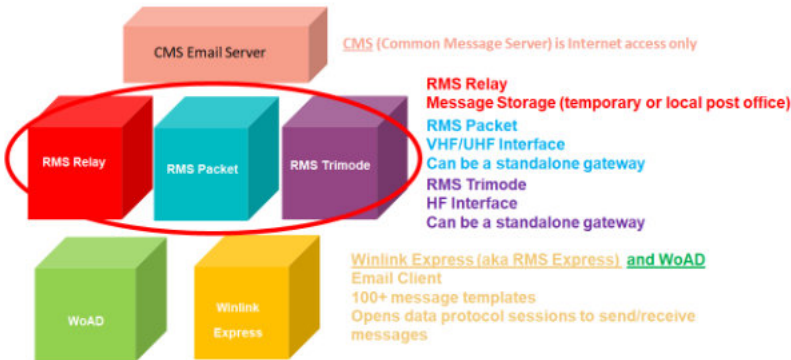 CMS Email Server
CMS (Common Message Server) is Internet access only
RMS Relay
RMS Packet
RMS Trimode
RMS Relay
Message Storage (temporary or local post office)
RMS Packet
VHF/UHF Interface
Can be a standalone gateway
RMS Trimode
HF Interface
Can be a standalone gateway
WoAD
Winlink
Express
Winlink Express (aka RMS Express) and WoAD
Email Client
100+ message templates
Opens data protocol sessions to send/receive
messages